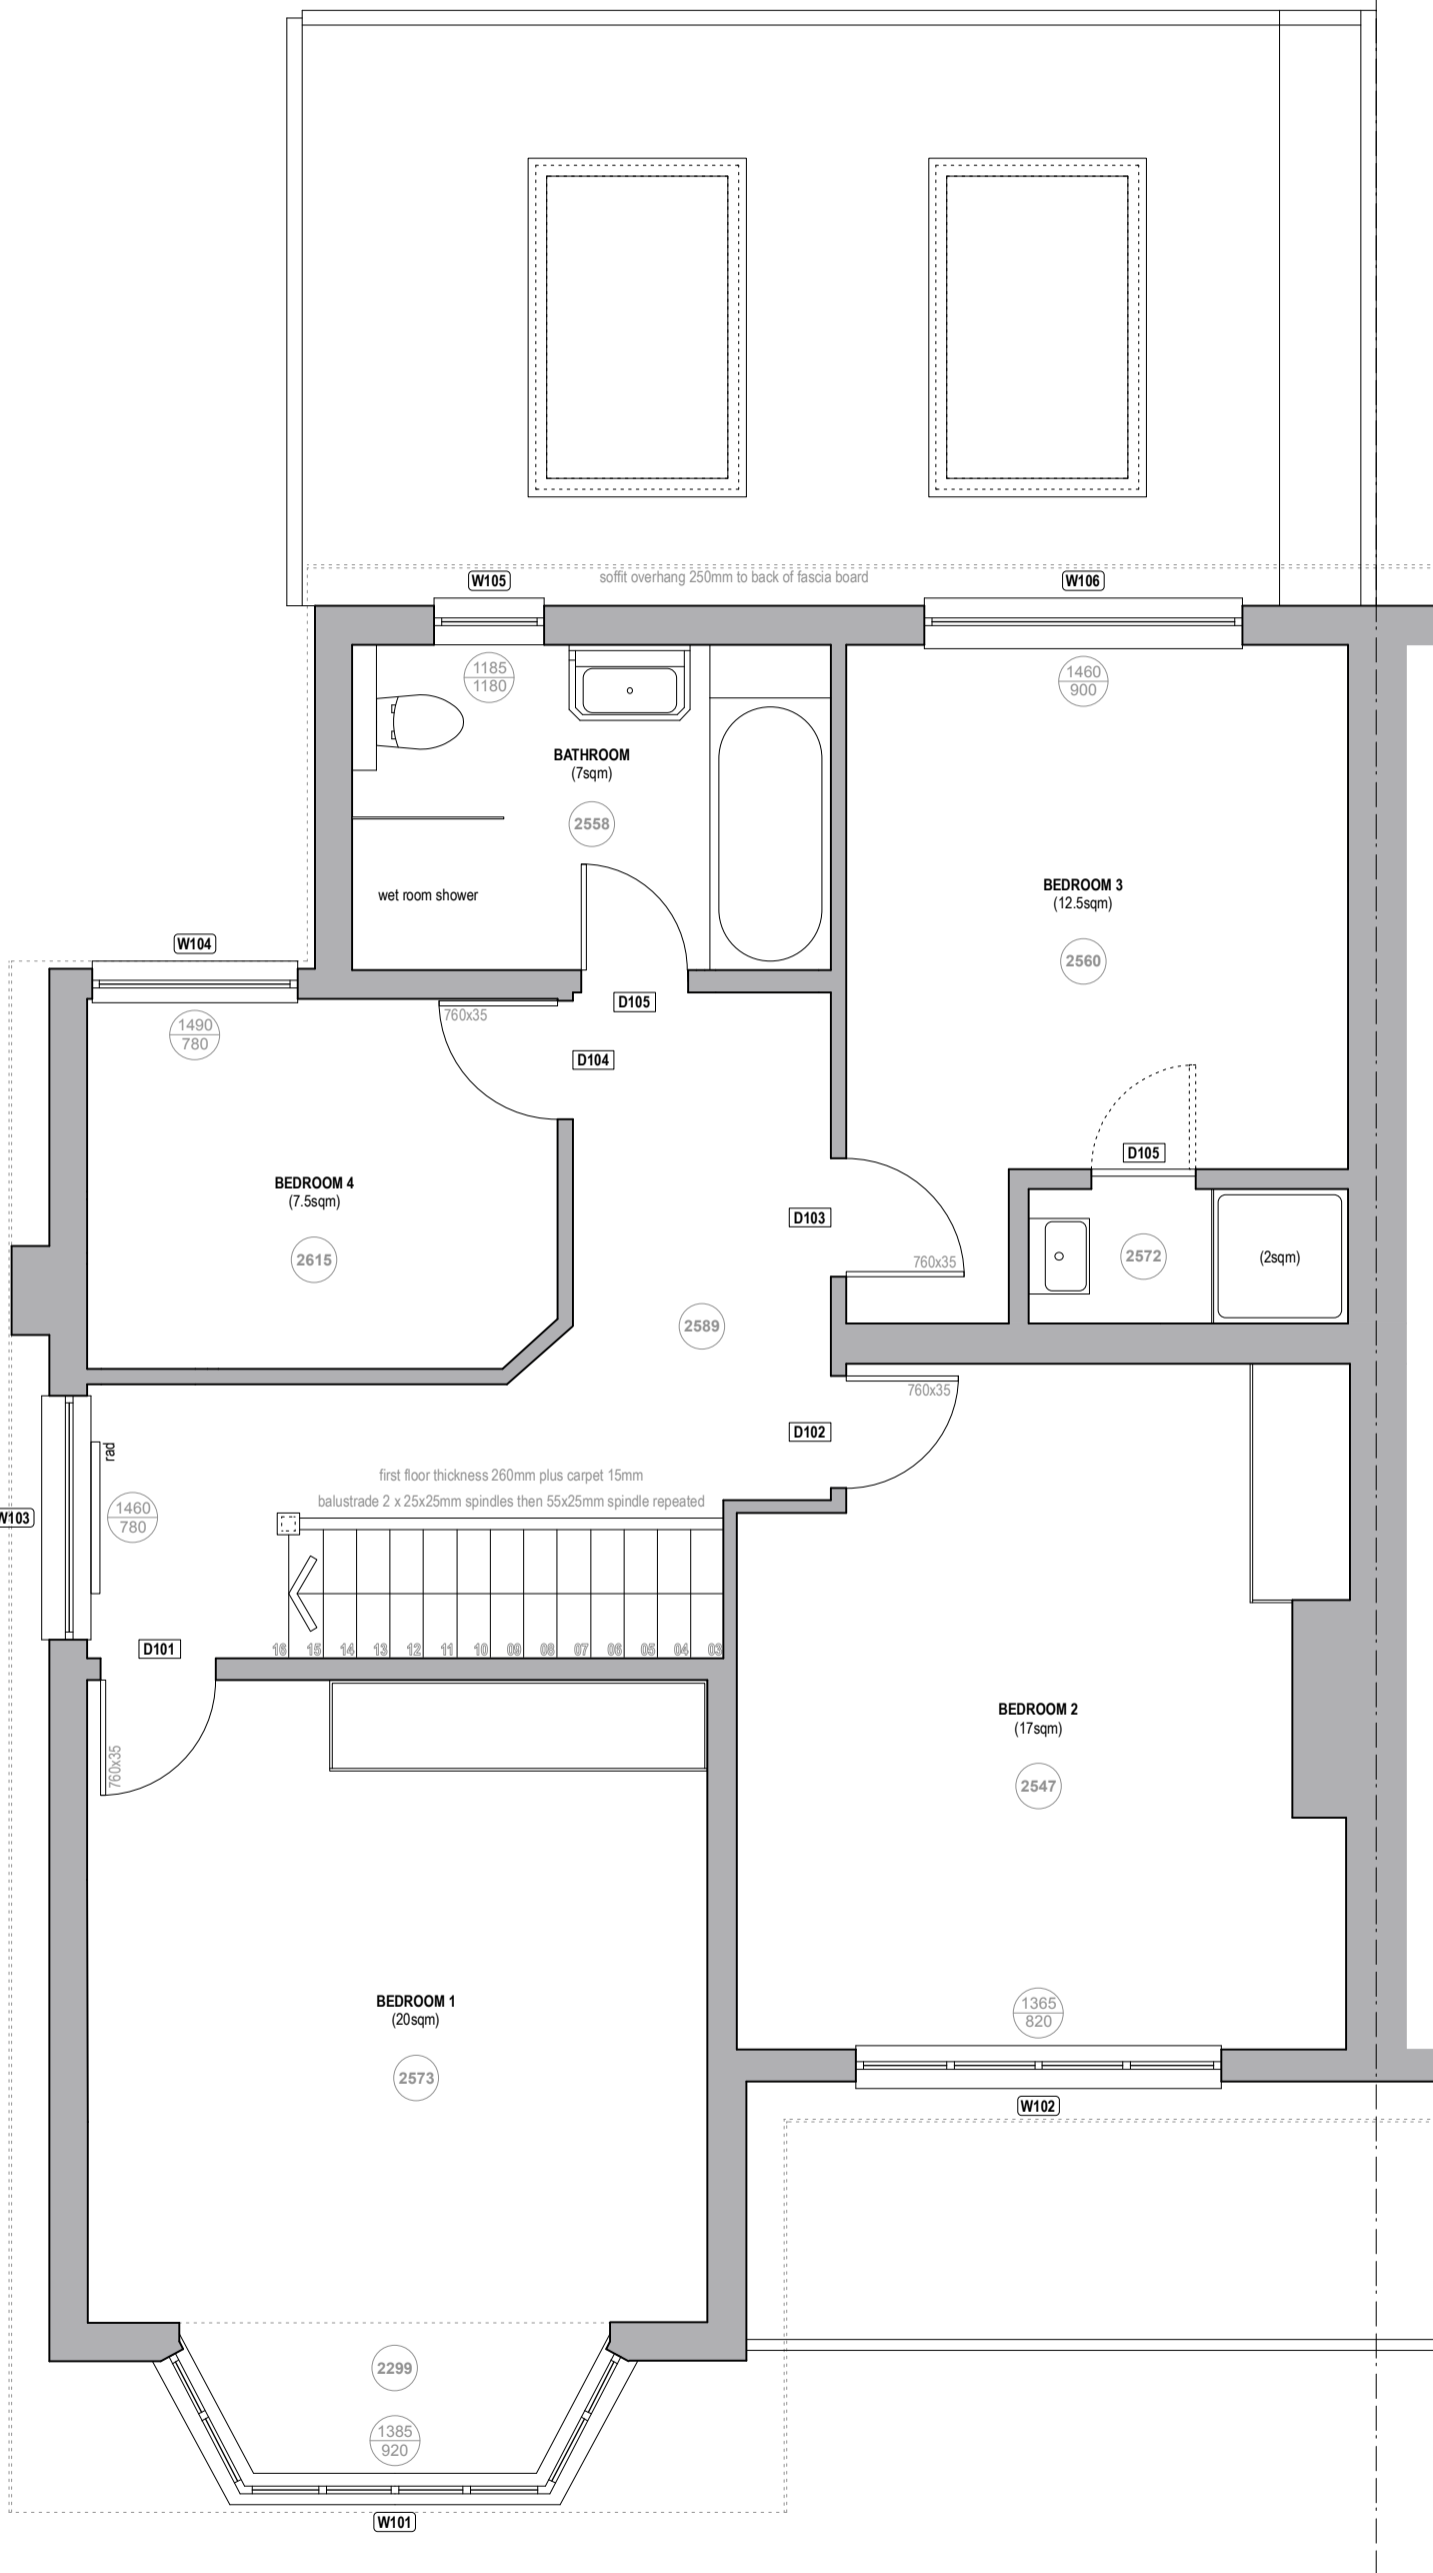 W105
soffit overhang 250mm to back of fascia board
W106
1185
1180
1460
900
BATHROOM
(7sqm)
2558
wet room shower
BEDROOM 3
(12.5sqm)
2560
W104
D105
760x35
1490
780
D104
D105
BEDROOM 4
(7.5sqm)
2615
D103
760x35
2572
(2sqm)
2589
760x35
D102
rad
first floor thickness 260mm plus carpet 15mm
balustrade 2 x 25x25mm spindles then 55x25mm spindle repeated
W103
1460
780
D101
16 15 14 13 12 11 10 09 08 07 06 05 04 03
760x35
BEDROOM 2
(17sqm)
2547
BEDROOM 1
(20sqm)
2573
1365
820
W102
2299
1385
920
W101